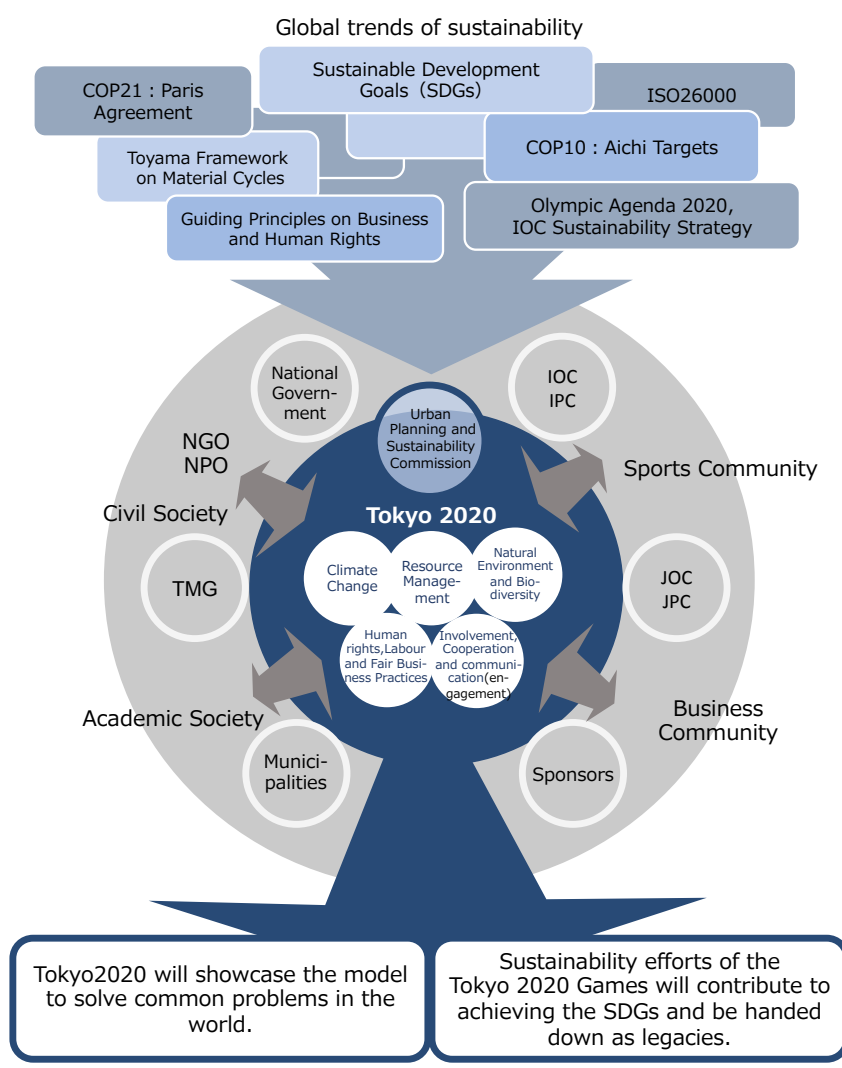 Global trends of sustainability
Sustainable Development
Goals（SDGs）
COP21 : Paris
Agreement
ISO26000
Toyama Framework
on Material Cycles
COP10 : Aichi Targets
Guiding Principles on Business
and Human Rights
Olympic Agenda 2020,
IOC Sustainability Strategy
National
Govern-
ment
IOC
IPC
Urban
Planning and
Sustainability
Commission
NGO
NPO
Sports Community
Civil Society
Tokyo 2020
Climate
Change
Resource
Manage-
ment
Natural
Environment
and Bio-
diversity
TMG
JOC
JPC
Human
rights,Labour
and Fair Busi-
ness Practices
Involvement,
Cooperation
and communi-
cation(en-
gagement)
Academic Society
Business
Community
Munici-
palities
Sponsors
Tokyo2020 will showcase the model
to solve common problems in the
world.
Sustainability efforts of the
Tokyo 2020 Games will contribute to
achieving the SDGs and be handed
down as legacies.